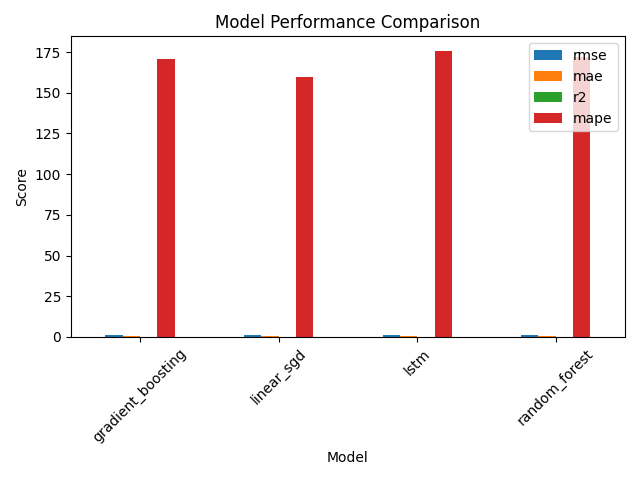 Model Performance Comparison
Score
175
150
125
100
75
50
25
0
rmse
mae
r2
mape
gradient_boosting
linear_sgd
lstm
random_forest
Model